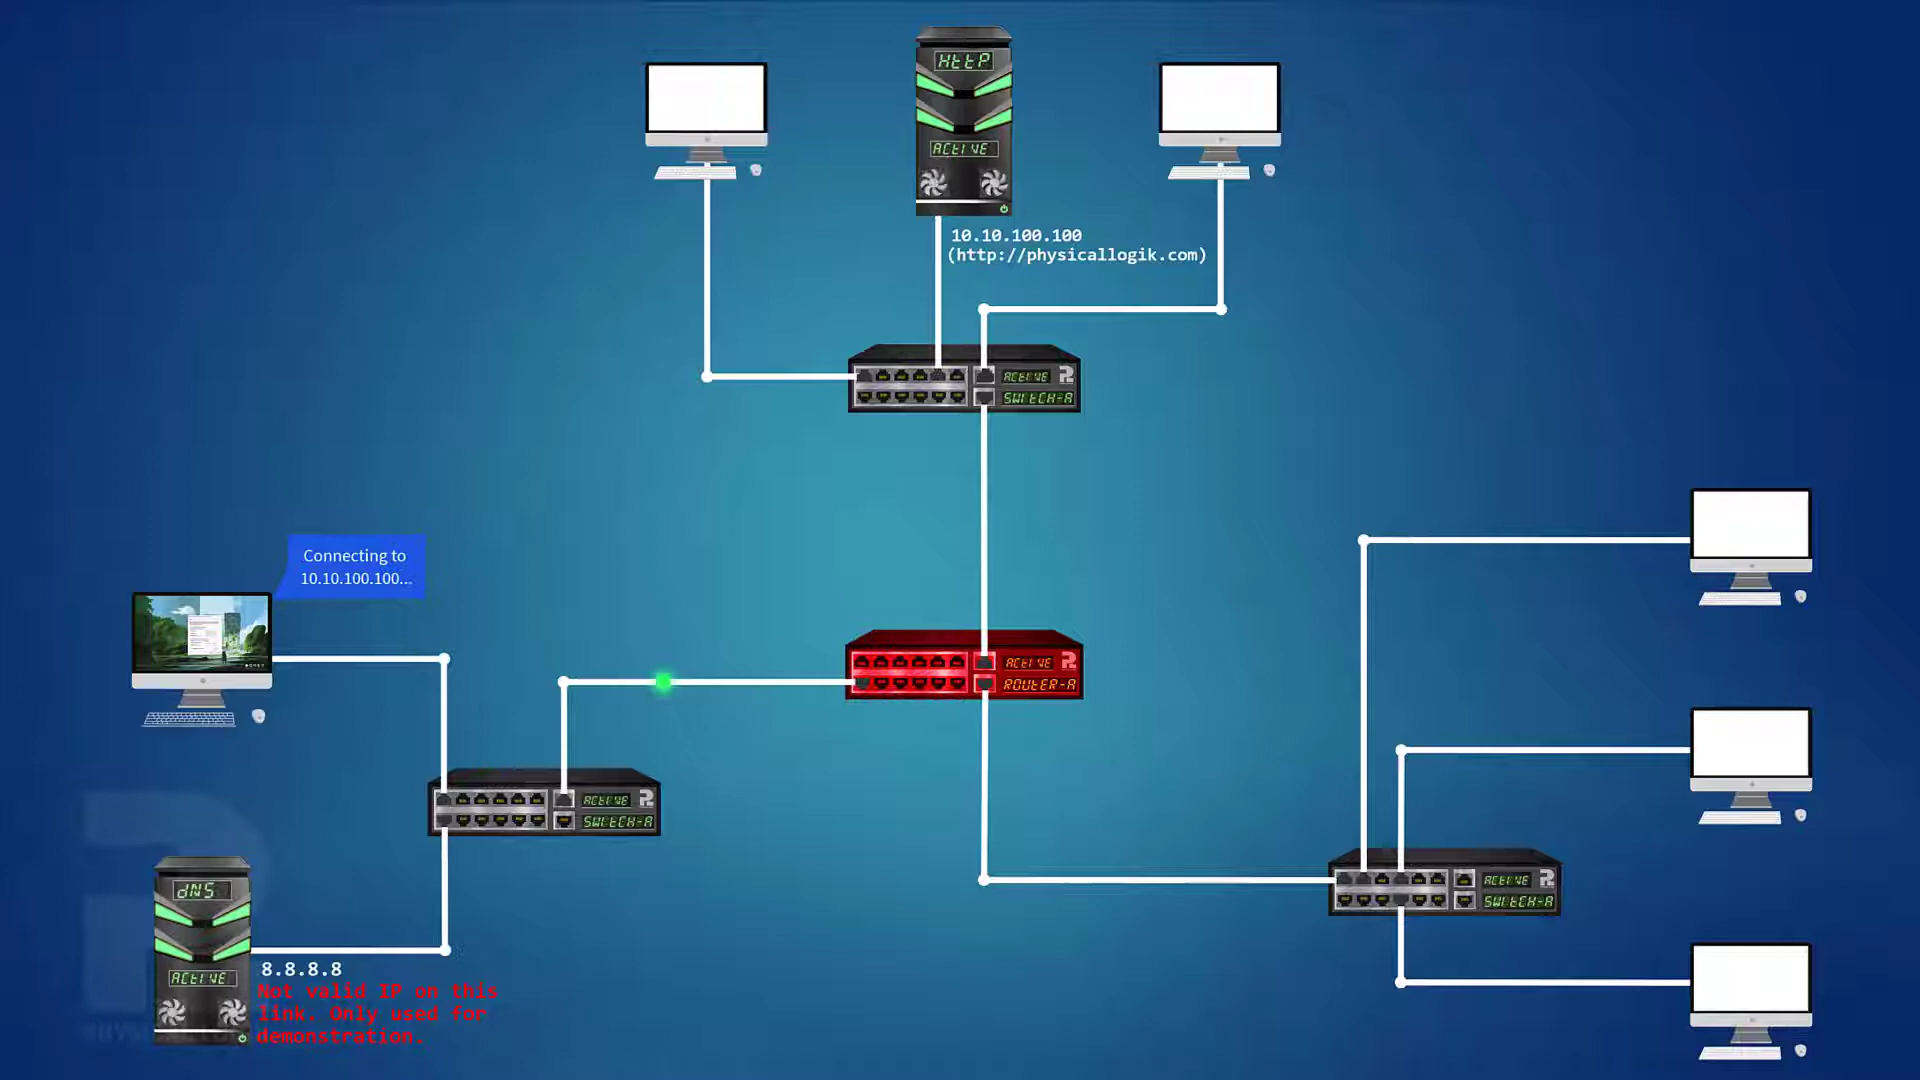 HTTP
ACTIVE
10.10.100.100
(http://physicallogik.com)
ACTIVE
SWITCH-A
Connecting to
10.10.100.100...
ACTIVE
ROUTER-A
ACTIVE
SWITCH-A
ACTIVE
SWITCH-A
dNS
ACTIVE
8.8.8.8
Not valid IP on this
link. Only used for
demonstration.